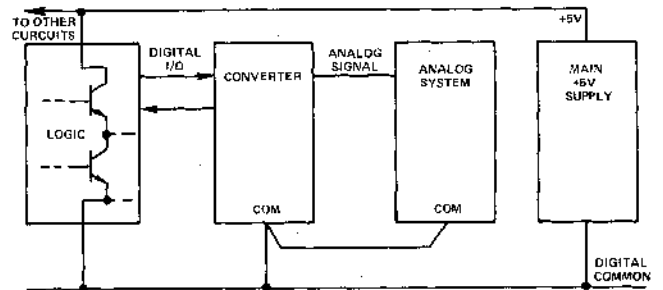 TO OTHER
CURCUITS
+5V
DIGITAL
I/O
CONVERTER
ANALOG
SIGNAL
ANALOG
SYSTEM
MAIN
+5V
SUPPLY
LOGIC
COM
COM
DIGITAL
COMMON